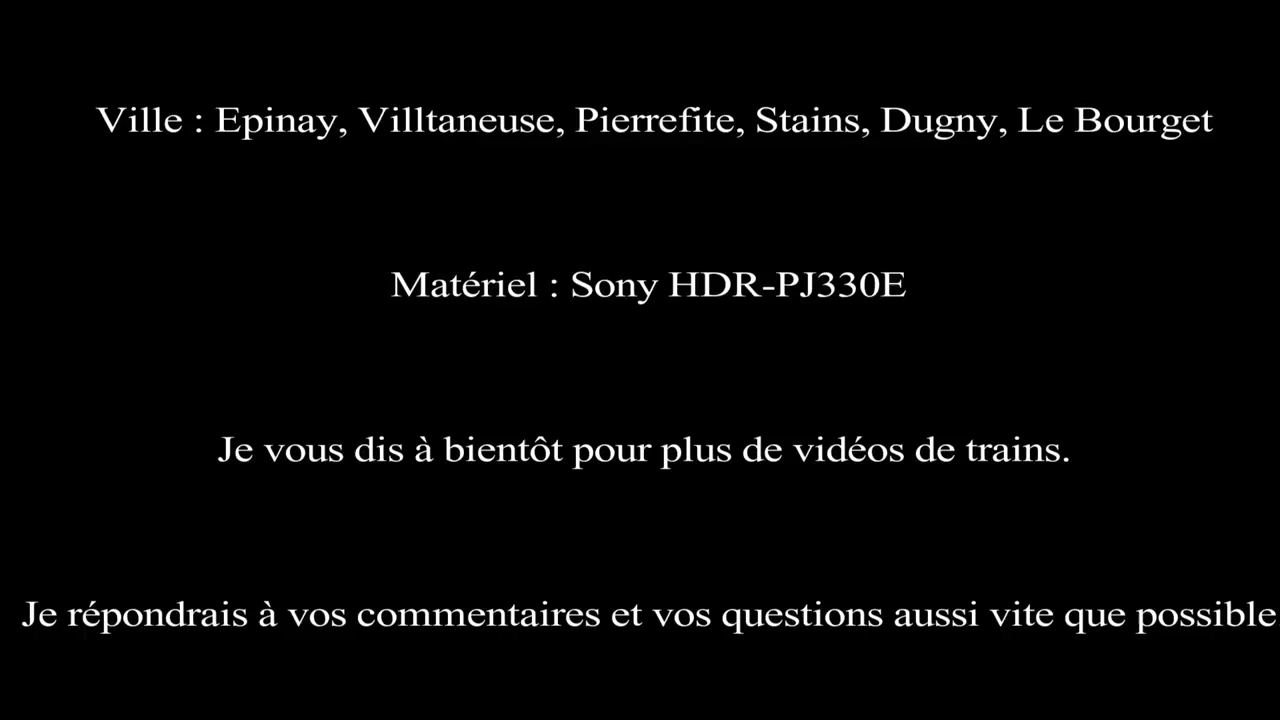 Ville : Epinay, Villtaneuse, Pierrefite, Stains, Dugny, Le Bourget
Matériel : Sony HDR-PJ330E
Je vous dis à bientôt pour plus de vidéos de trains.
Je répondrais à vos commentaires et vos questions aussi vite que possible